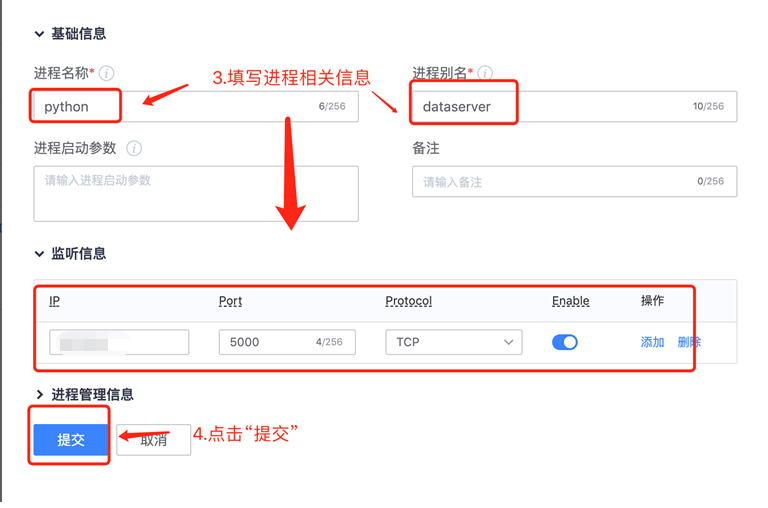 基础信息
进程名称*
3.填写进程相关信息
进程别名*
python 6/256
dataserver 10/256
进程启动参数
备注
请输入进程启动参数
请输入备注 0/256
监听信息
IP Port Protocol Enable 操作
5000 4/256 TCP 添加 删除
进程管理信息
提交 取消 4.点击“提交”